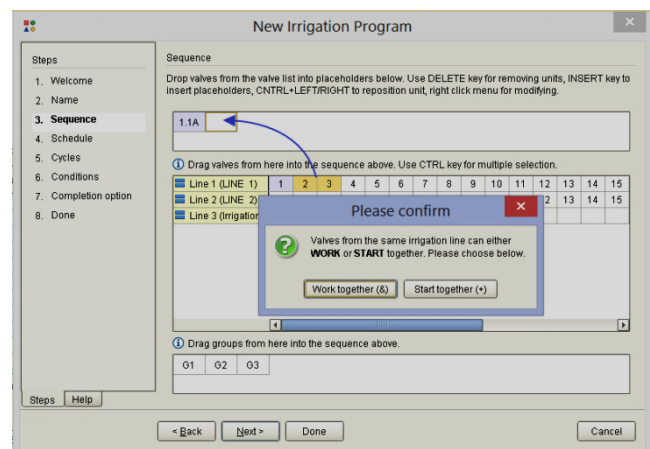 New Irrigation Program
Steps
1. Welcome
2. Name
3. Sequence
4. Schedule
5. Cycles
6. Conditions
7. Completion option
8. Done
Sequence
Drop valves from the valve list into placeholders below. Use DELETE key for removing units, INSERT key to
insert placeholders, CNTRL+LEFT/RIGHT to reposition unit, right click menu for modifying.
1.1A
Drag valves from here into the sequence above. Use CTRL key for multiple selection.
Line 1 (LINE 1) 1 2 3 4 5 6 7 8 9 10 11 12 13 14 15
Line 2 (LINE 2) 2 13 14 15
Line 3 (Irrigation
Please confirm
Valves from the same irrigation line can either
WORK or START together. Please choose below.
Work together (&) Start together (+)
Drag groups from here into the sequence above.
G1 G2 G3
Steps Help
< Back Next > Done Cancel